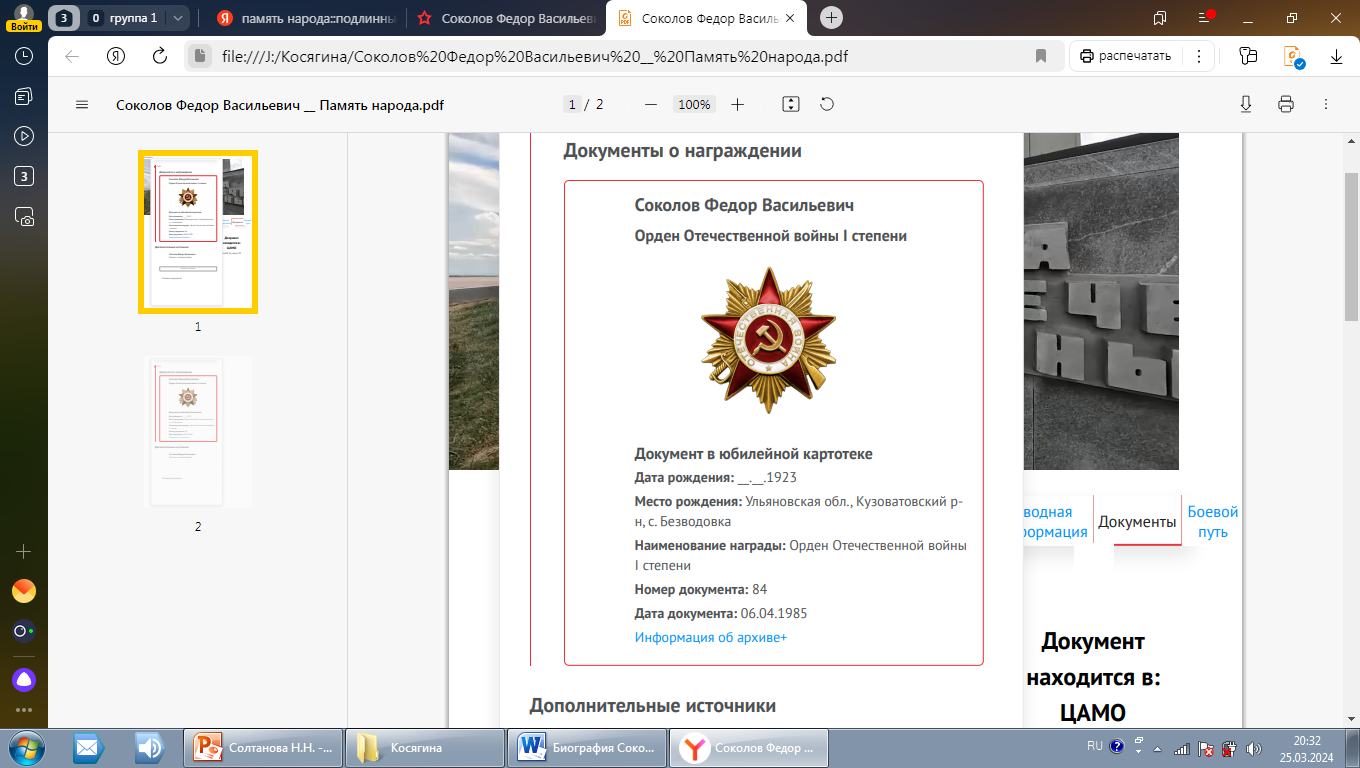 Войти
3
0 группа 1
память народа::подлинны
Соколов Федор Васильеви
Соколов Федор Василь
file:///J:/Косягина/Соколов%20Федор%20Васильевич%20__%20Память%20народа.pdf
распечатать
Соколов Федор Васильевич __ Память народа.pdf
1 / 2
100%
3
1
2
Документы о награждении
Соколов Федор Васильевич
Орден Отечественной войны I степени
ОТЕЧЕСТВЕННАЯ ВОЙНА
Документ в юбилейной картотеке
Дата рождения: __.__.1923
Место рождения: Ульяновская обл., Кузоватовский р-
н, с. Безводовка
Наименование награды: Орден Отечественной войны
I степени
Номер документа: 84
Дата документа: 06.04.1985
Информация об архиве+
Дополнительные источники
водная
формация
Документы
Боевой
путь
Документ
находится в:
ЦАМО
Солтанова Н.Н. -...
Косягина
Биография Соко...
Соколов Федор ...
RU
20:32
25.03.2024